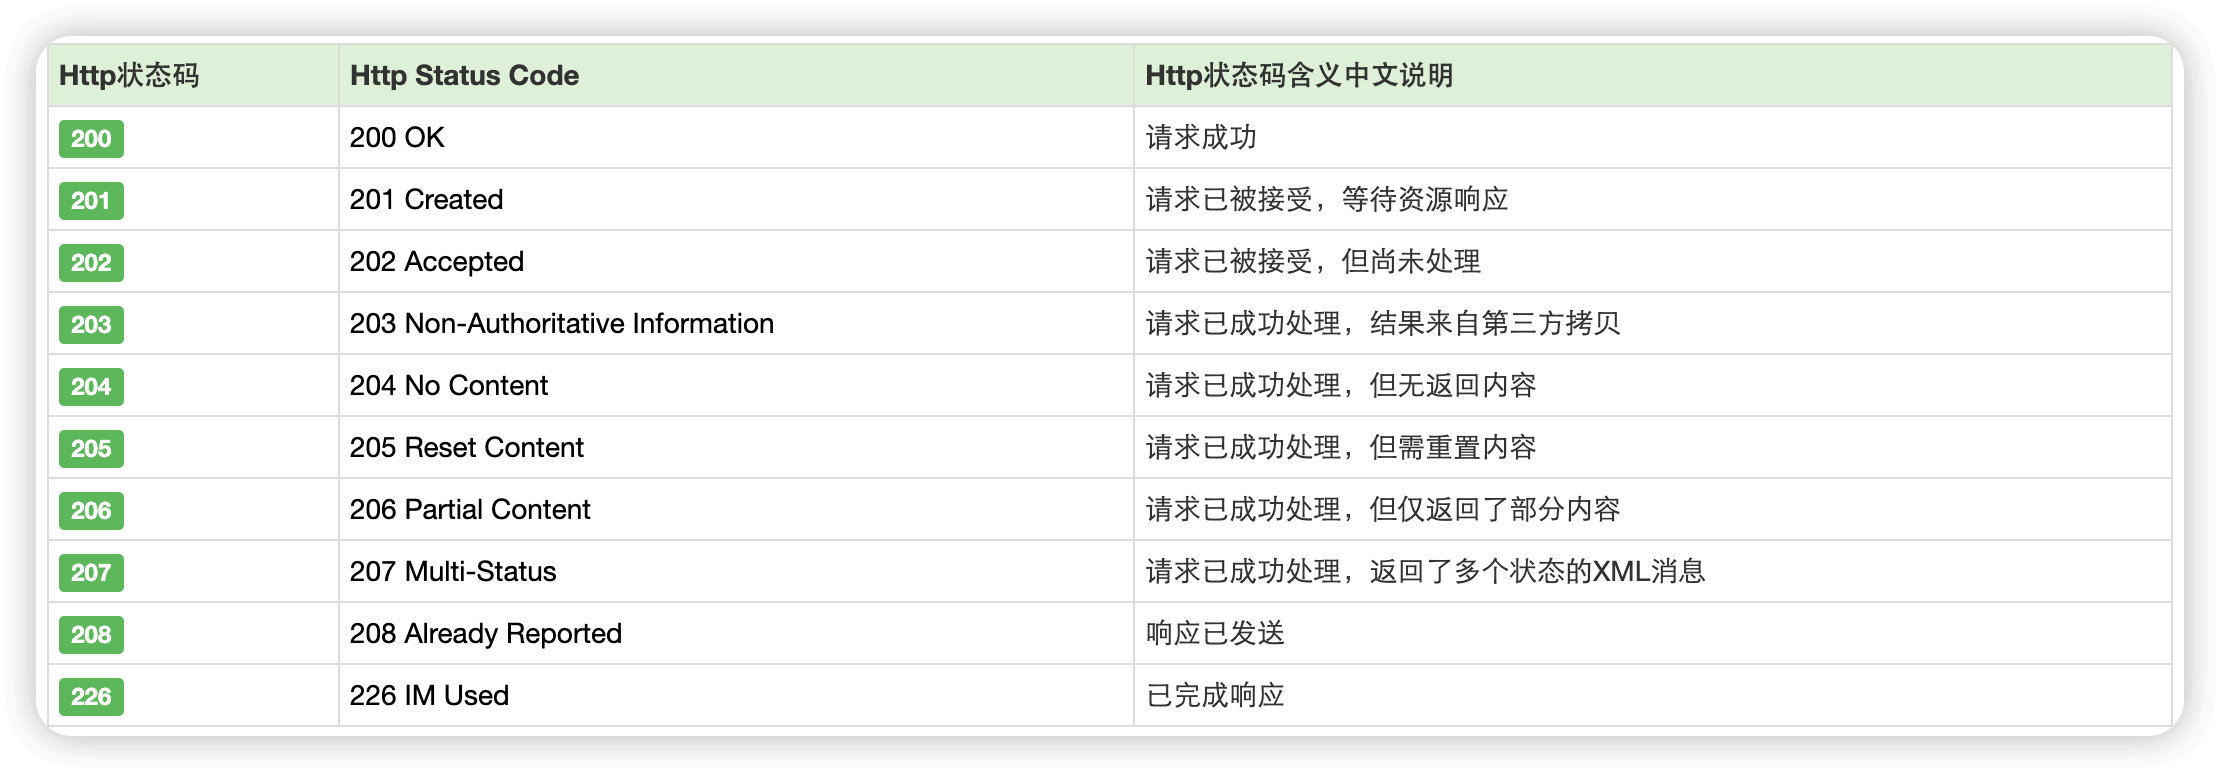 Http状态码 Http Status Code Http状态码含义中文说明
200 200 OK 请求成功
201 201 Created 请求已被接受，等待资源响应
202 202 Accepted 请求已被接受，但尚未处理
203 203 Non-Authoritative Information 请求已成功处理，结果来自第三方拷贝
204 204 No Content 请求已成功处理，但无返回内容
205 205 Reset Content 请求已成功处理，但需重置内容
206 206 Partial Content 请求已成功处理，但仅返回了部分内容
207 207 Multi-Status 请求已成功处理，返回了多个状态的XML消息
208 208 Already Reported 响应已发送
226 226 IM Used 已完成响应